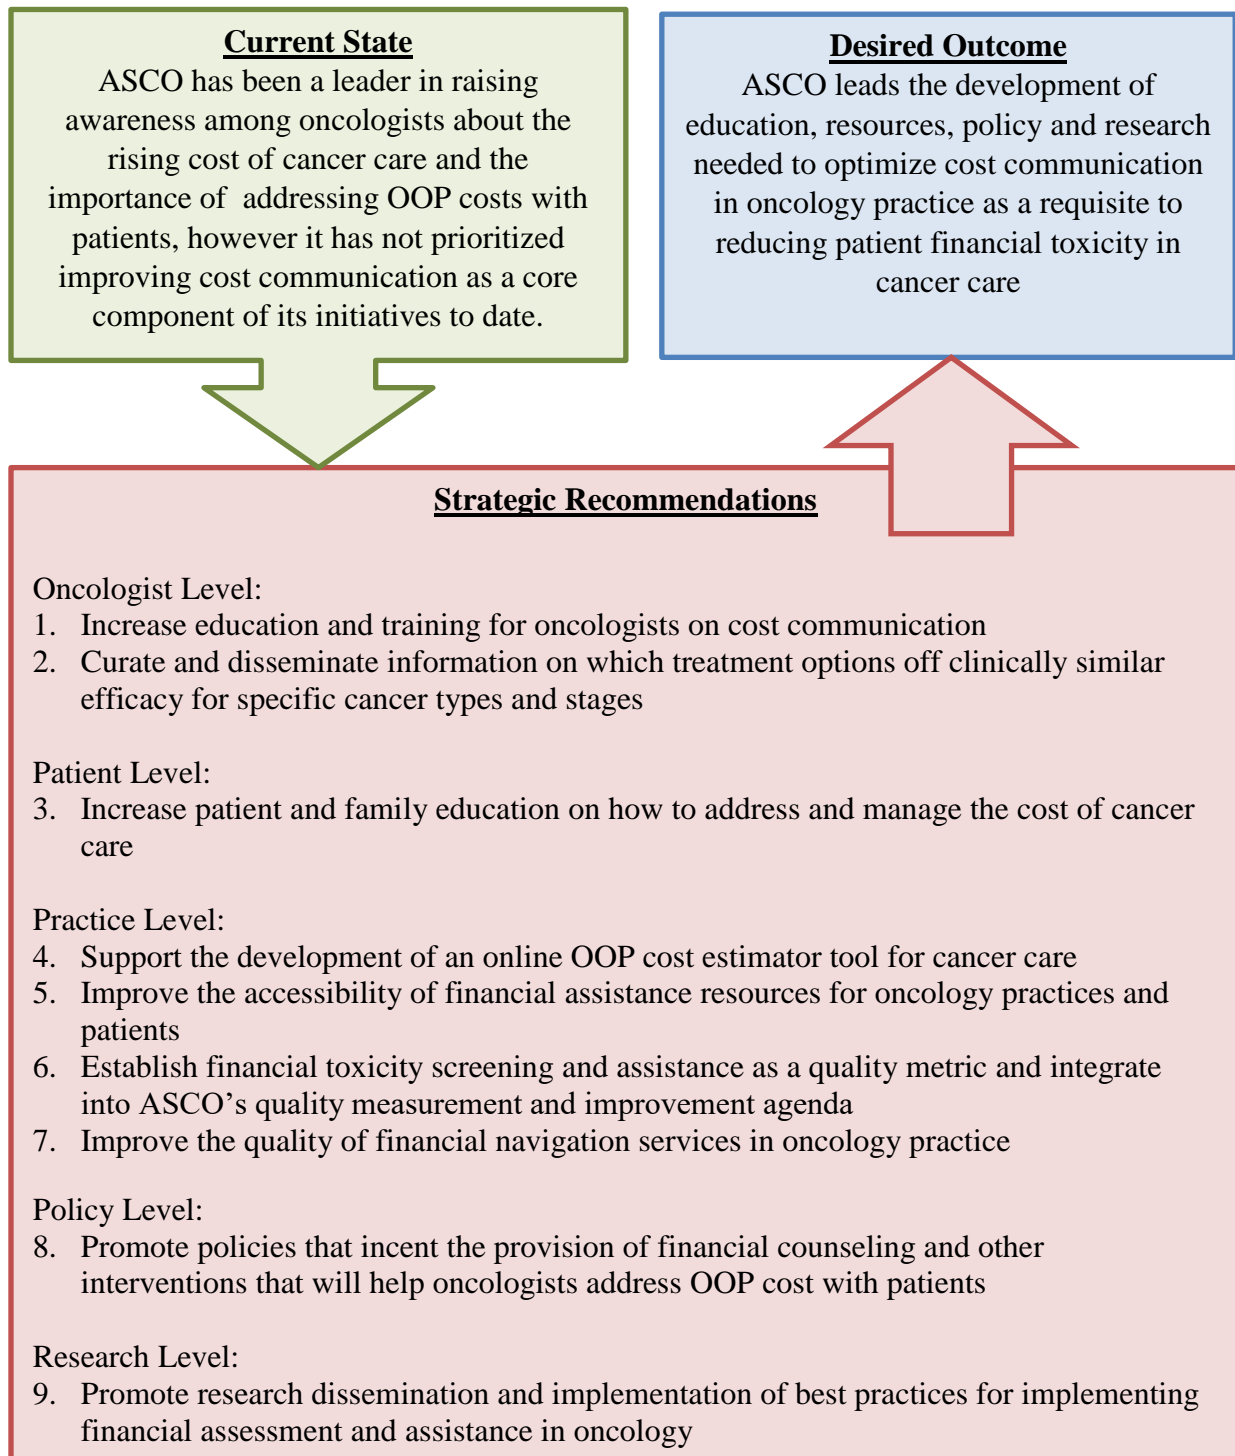 Current State
ASCO has been a leader in raising
awareness among oncologists about the
rising cost of cancer care and the
importance of  addressing OOP costs with
patients, however it has not prioritized
improving cost communication as a core
component of its initiatives to date.
Desired Outcome
ASCO leads the development of
education, resources, policy and research
needed to optimize cost communication
in oncology practice as a requisite to
reducing patient financial toxicity in
cancer care
Strategic Recommendations
Oncologist Level:
1. Increase education and training for oncologists on cost communication
2. Curate and disseminate information on which treatment options off clinically similar
efficacy for specific cancer types and stages
Patient Level:
3. Increase patient and family education on how to address and manage the cost of cancer
care
Practice Level:
4. Support the development of an online OOP cost estimator tool for cancer care
5. Improve the accessibility of financial assistance resources for oncology practices and
patients
6. Establish financial toxicity screening and assistance as a quality metric and integrate
into ASCO’s quality measurement and improvement agenda
7. Improve the quality of financial navigation services in oncology practice
Policy Level:
8. Promote policies that incent the provision of financial counseling and other
interventions that will help oncologists address OOP cost with patients
Research Level:
9. Promote research dissemination and implementation of best practices for implementing
financial assessment and assistance in oncology